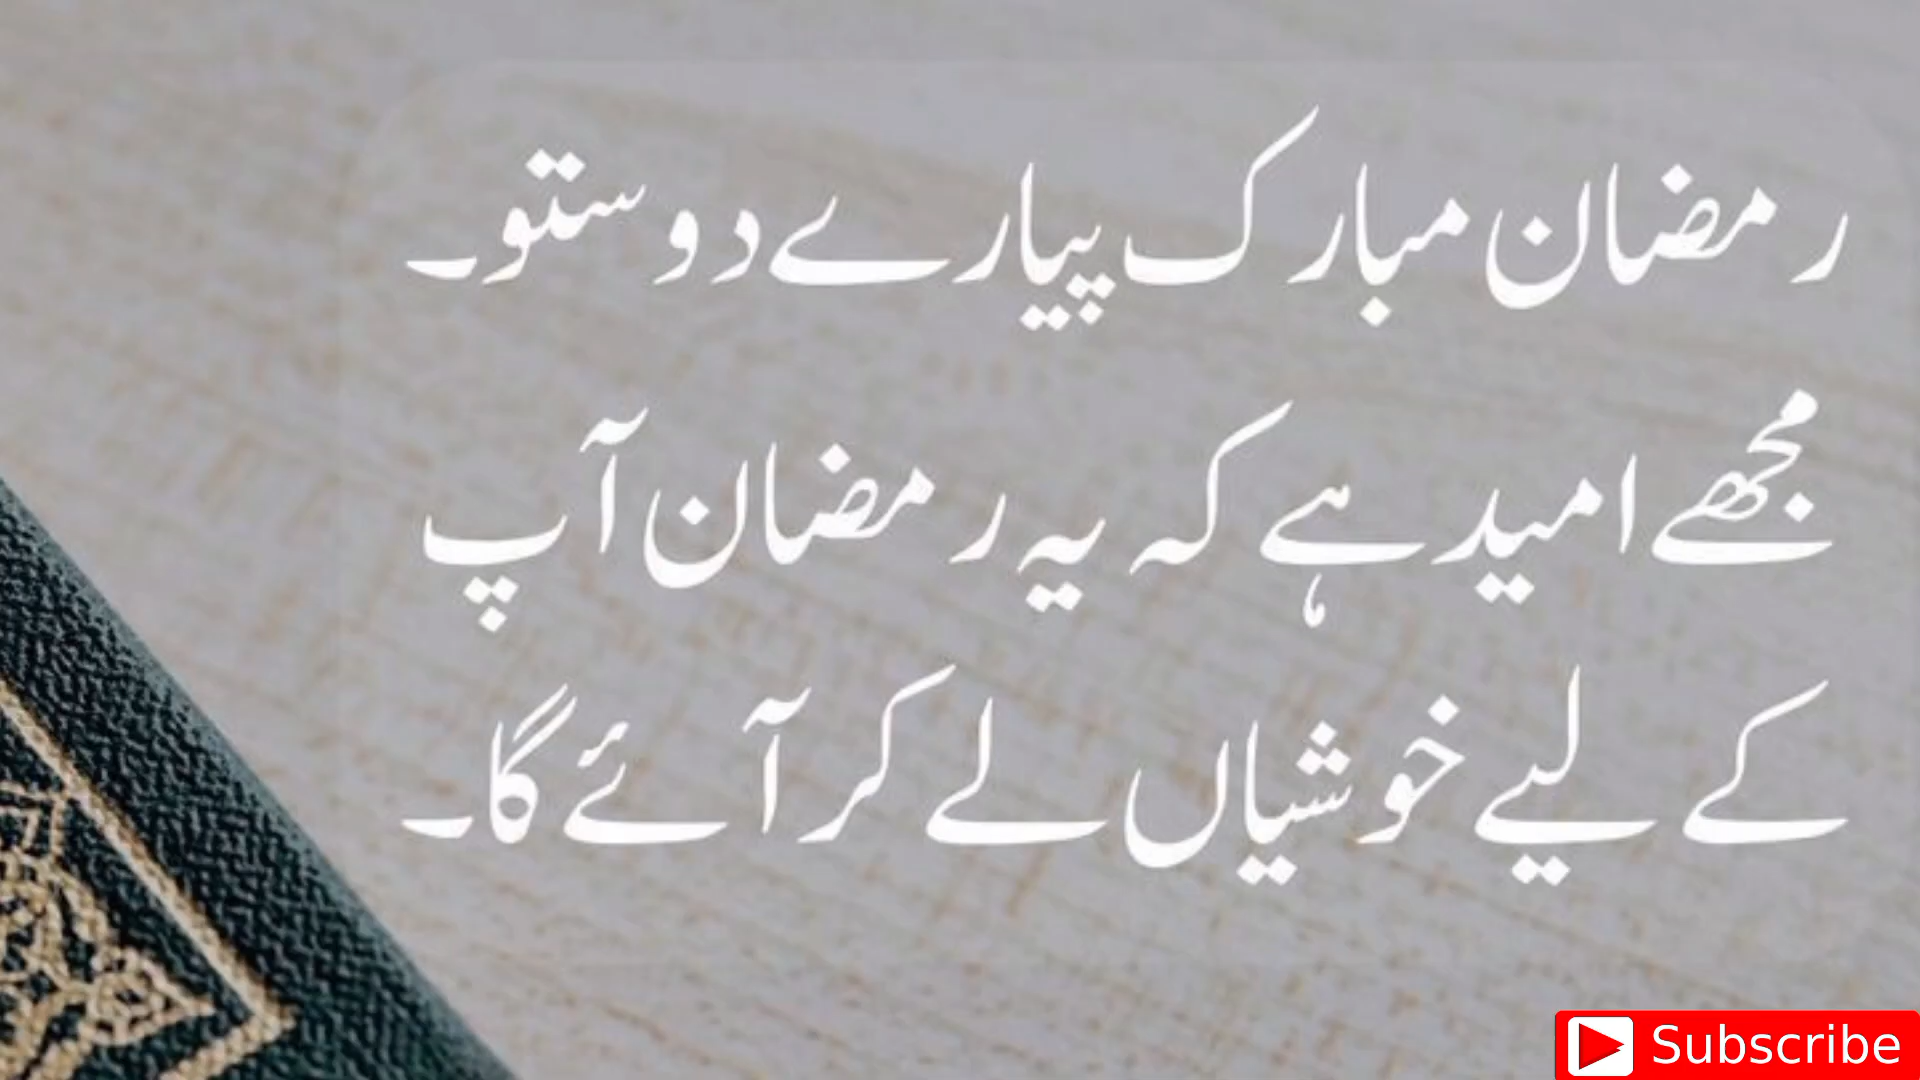 رمضان مبارک پیارے دوستو۔
مجھے امید ہے کہ یہ رمضان آپ
کے لیے خوشیاں لے کر آئے گا۔
Subscribe